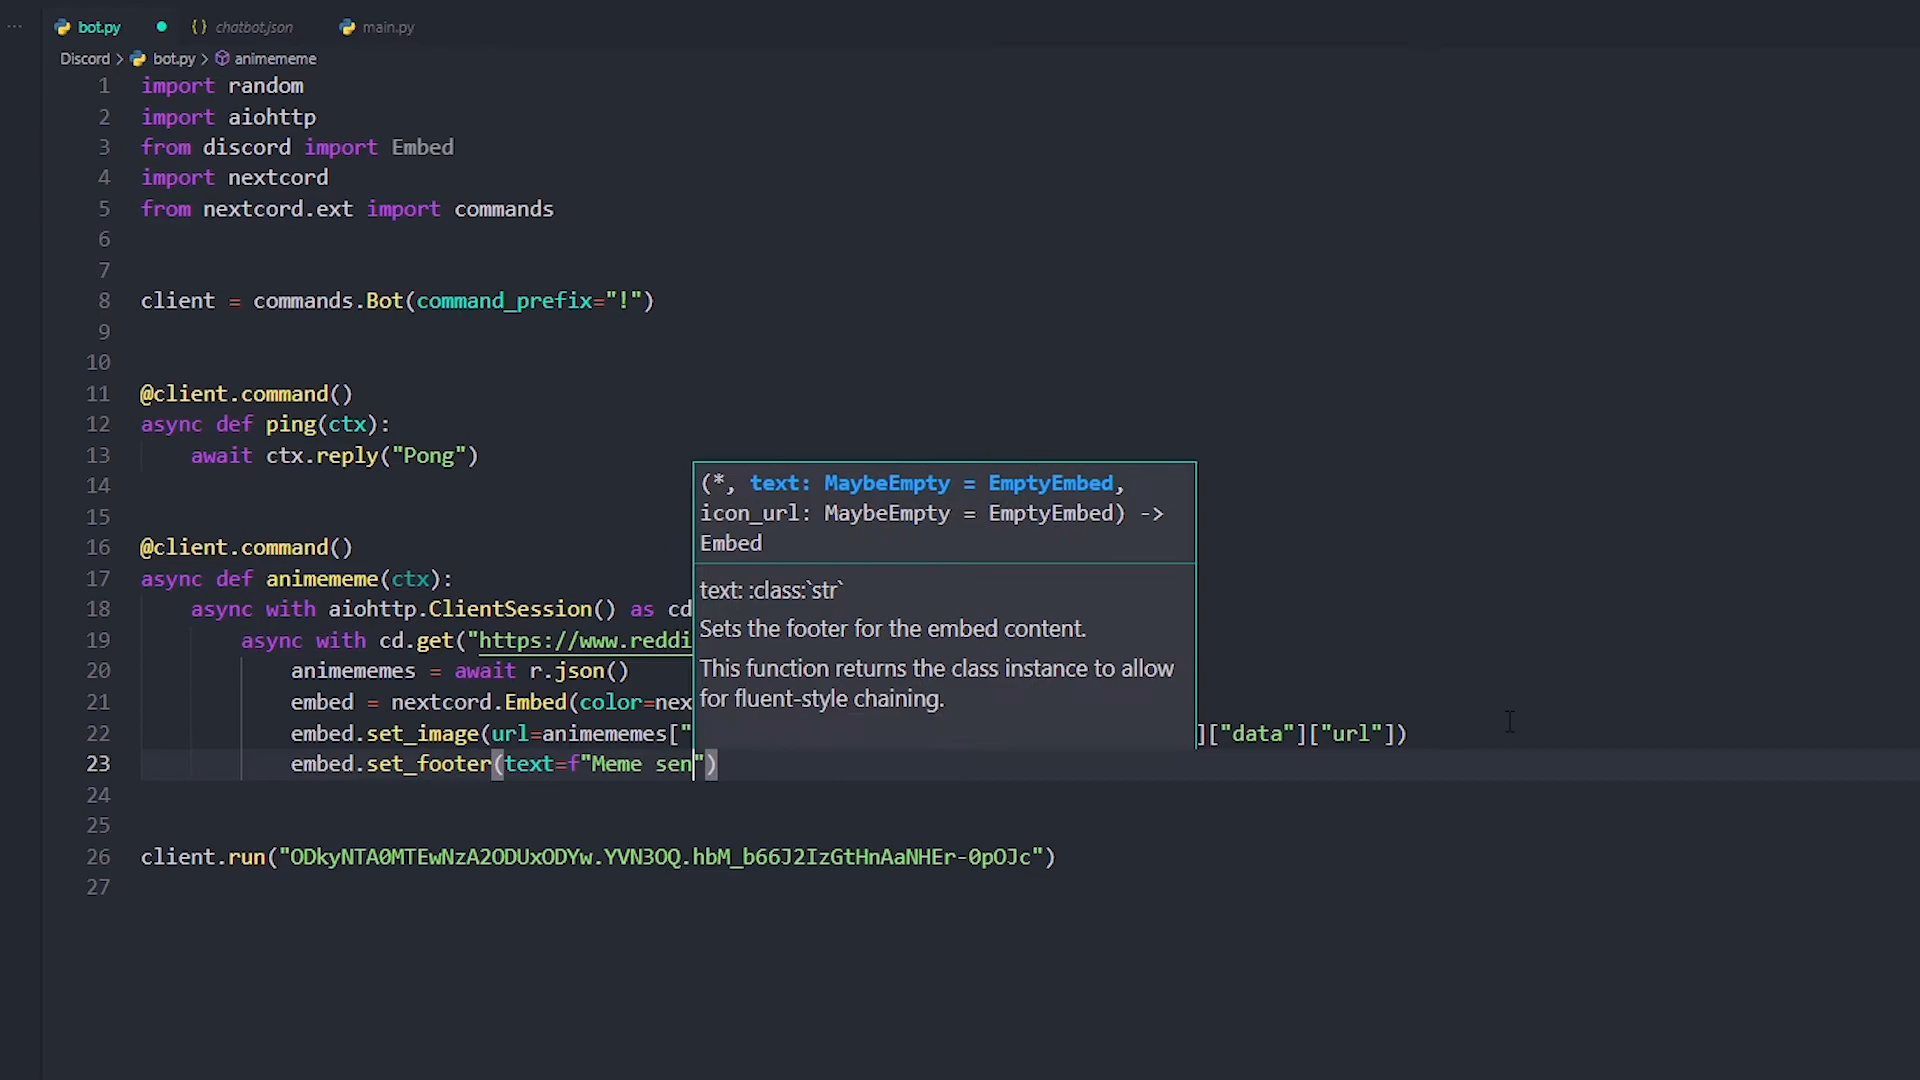 bot.py chatbot.json main.py
Discord > bot.py > animememe
1 import random
2 import aiohttp
3 from discord import Embed
4 import nextcord
5 from nextcord.ext import commands
6
7
8 client = commands.Bot(command_prefix="!")
9
10
11 @client.command()
12 async def ping(ctx):
13 await ctx.reply("Pong")
14
15
16 @client.command()
17 async def animememe(ctx):
18 async with aiohttp.ClientSession() as cd
19 async with cd.get("https://www.reddi
20 animememes = await r.json()
21 embed = nextcord.Embed(color=nex
22 embed.set_image(url=animememes[" ]["data"]["url"])
23 embed.set_footer(text=f"Meme sen")
24
25
26 client.run("ODkyNTA0MTEwNzA2ODUxODYw.YVN3OQ.hbM_b66J2IzGtHnAaNHEr-0pOJc")
27
(*, text: MaybeEmpty = EmptyEmbed,
icon_url: MaybeEmpty = EmptyEmbed) ->
Embed
text: :class:`str`
Sets the footer for the embed content.
This function returns the class instance to allow
for fluent-style chaining.